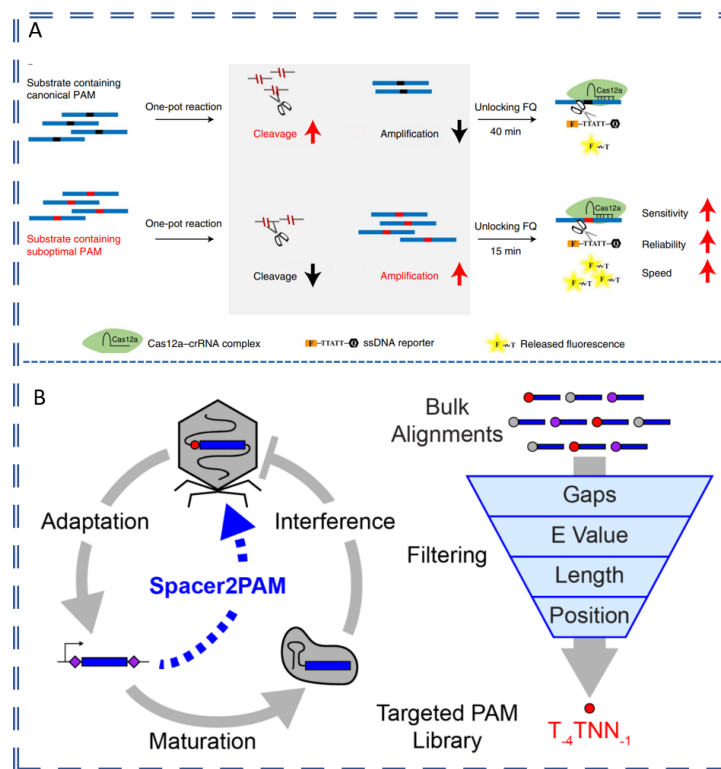 A
Substrate containing
canonical PAM
One-pot reaction
Cleavage
Amplification
Unlocking FQ
40 min
Cas12a
F-TTATT-Q
F T
Substrate containing
suboptimal PAM
One-pot reaction
Cleavage
Amplification
Unlocking FQ
15 min
Cas12a
F-TTATT-Q
F T
F T
F T
Sensitivity
Reliability
Speed
Cas12a
Cas12a–crRNA complex
F-TTATT-Q
ssDNA reporter
F T
Released fluorescence
B
Adaptation
Interference
Spacer2PAM
Maturation
Bulk
Alignments
Filtering
Gaps
E Value
Length
Position
Targeted PAM
Library
T-4TNN-1